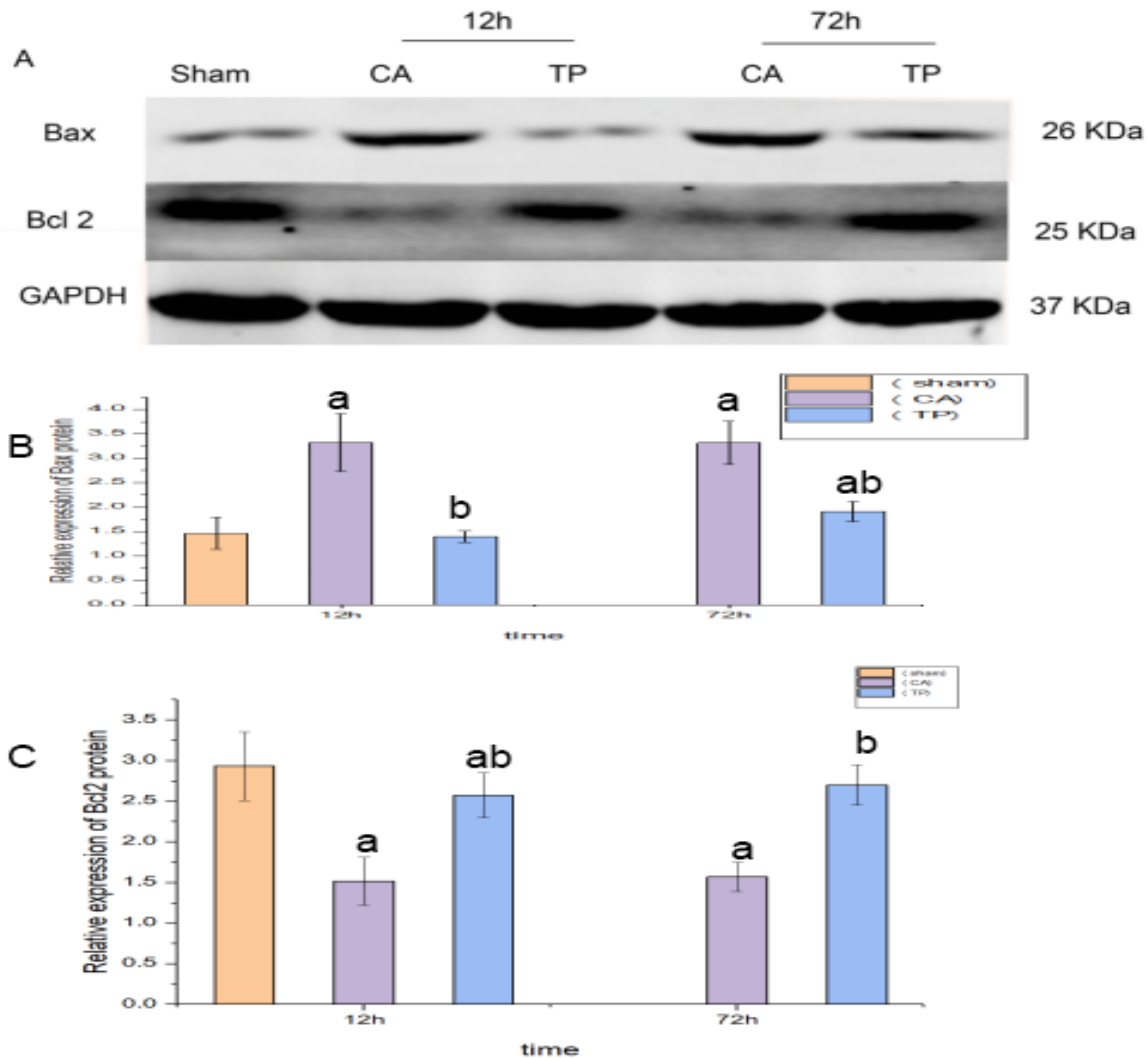 12h 72h
A
Sham CA TP CA TP
Bax 26 KDa
Bcl 2 25 KDa
GAPDH 37 KDa
B
Relative expression of Bax protein
4.0
3.5
3.0
2.5
2.0
1.5
1.0
0.5
0.0
a
b
a
ab
( sham)
( CA)
( TP)
12h 72h
time
C
Relative expression of Bcl2 protein
3.5
3.0
2.5
2.0
1.5
1.0
0.5
0.0
a
ab
a
b
( sham)
( CA)
( TP)
12h 72h
time